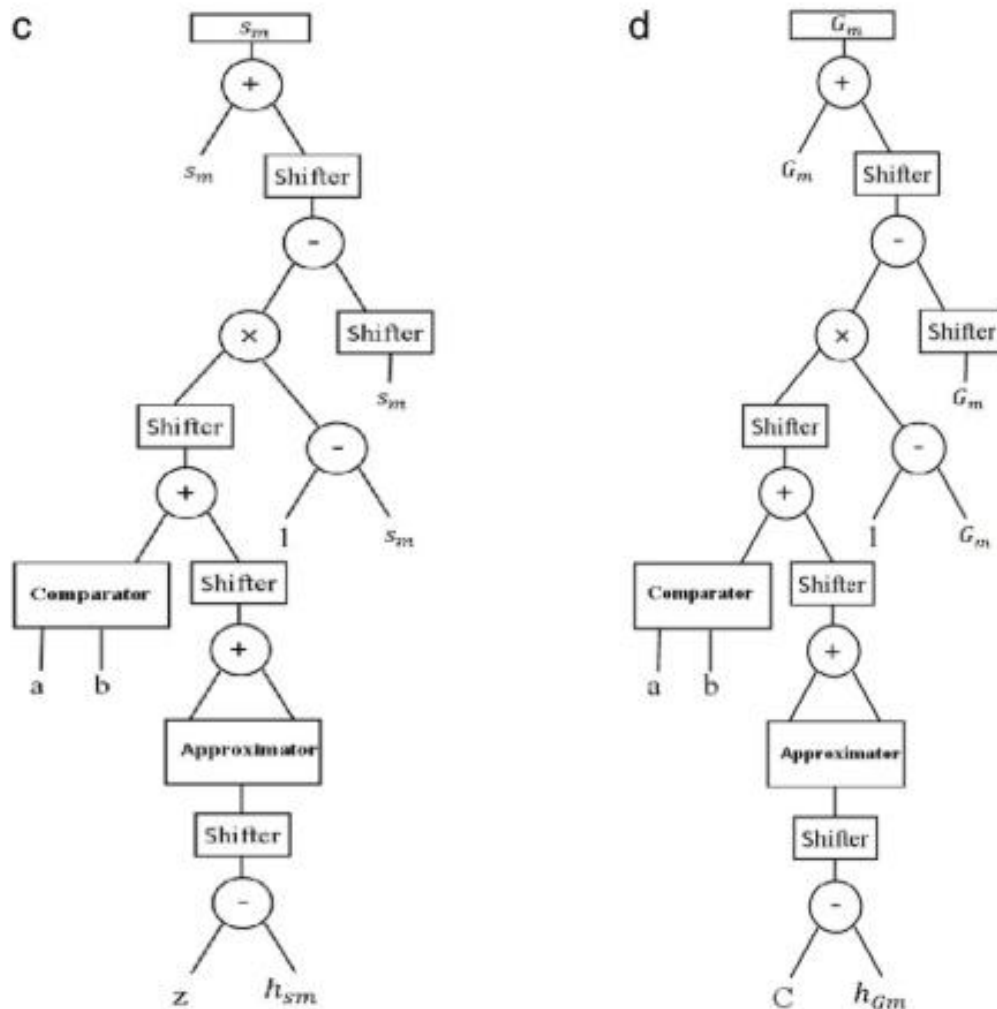 c
s_m
+
s_m
Shifter
-
×
Shifter
s_m
Shifter
-
+
1
s_m
Comparator
Shifter
a
b
+
Approximator
Shifter
-
z
h_sm
d
G_m
+
G_m
Shifter
-
×
Shifter
G_m
Shifter
-
+
1
G_m
Comparator
Shifter
a
b
+
Approximator
Shifter
-
C
h_Gm